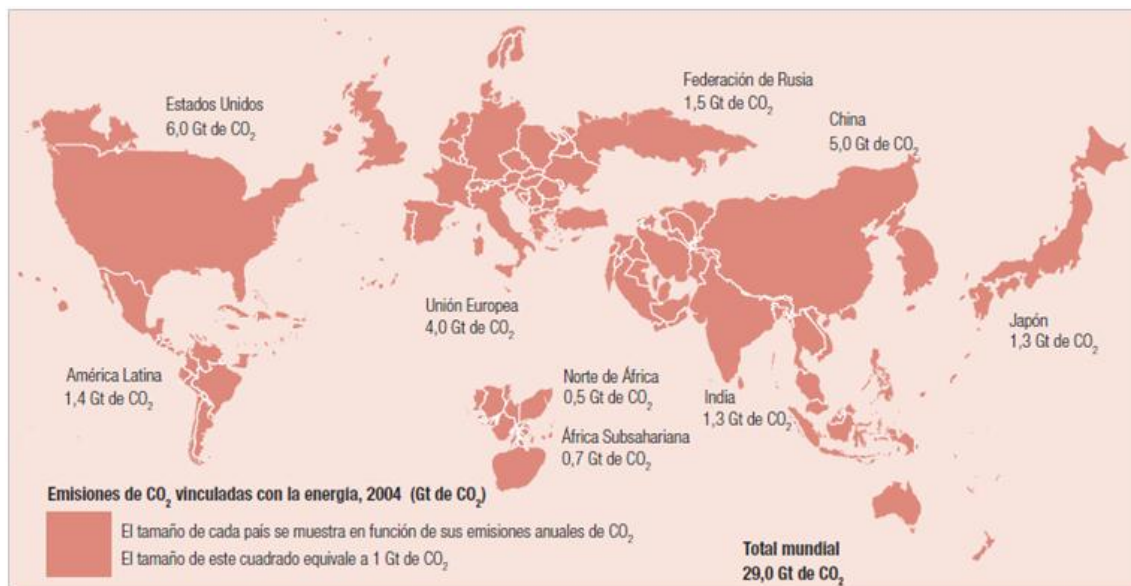 Estados Unidos
6,0 Gt de CO₂
Federación de Rusia
1,5 Gt de CO₂
China
5,0 Gt de CO₂
Unión Europea
4,0 Gt de CO₂
Japón
1,3 Gt de CO₂
América Latina
1,4 Gt de CO₂
Norte de África
0,5 Gt de CO₂
India
1,3 Gt de CO₂
África Subsahariana
0,7 Gt de CO₂
Emisiones de CO₂ vinculadas con la energía, 2004 (Gt de CO₂)
El tamaño de cada país se muestra en función de sus emisiones anuales de CO₂
El tamaño de este cuadrado equivale a 1 Gt de CO₂
Total mundial
29,0 Gt de CO₂